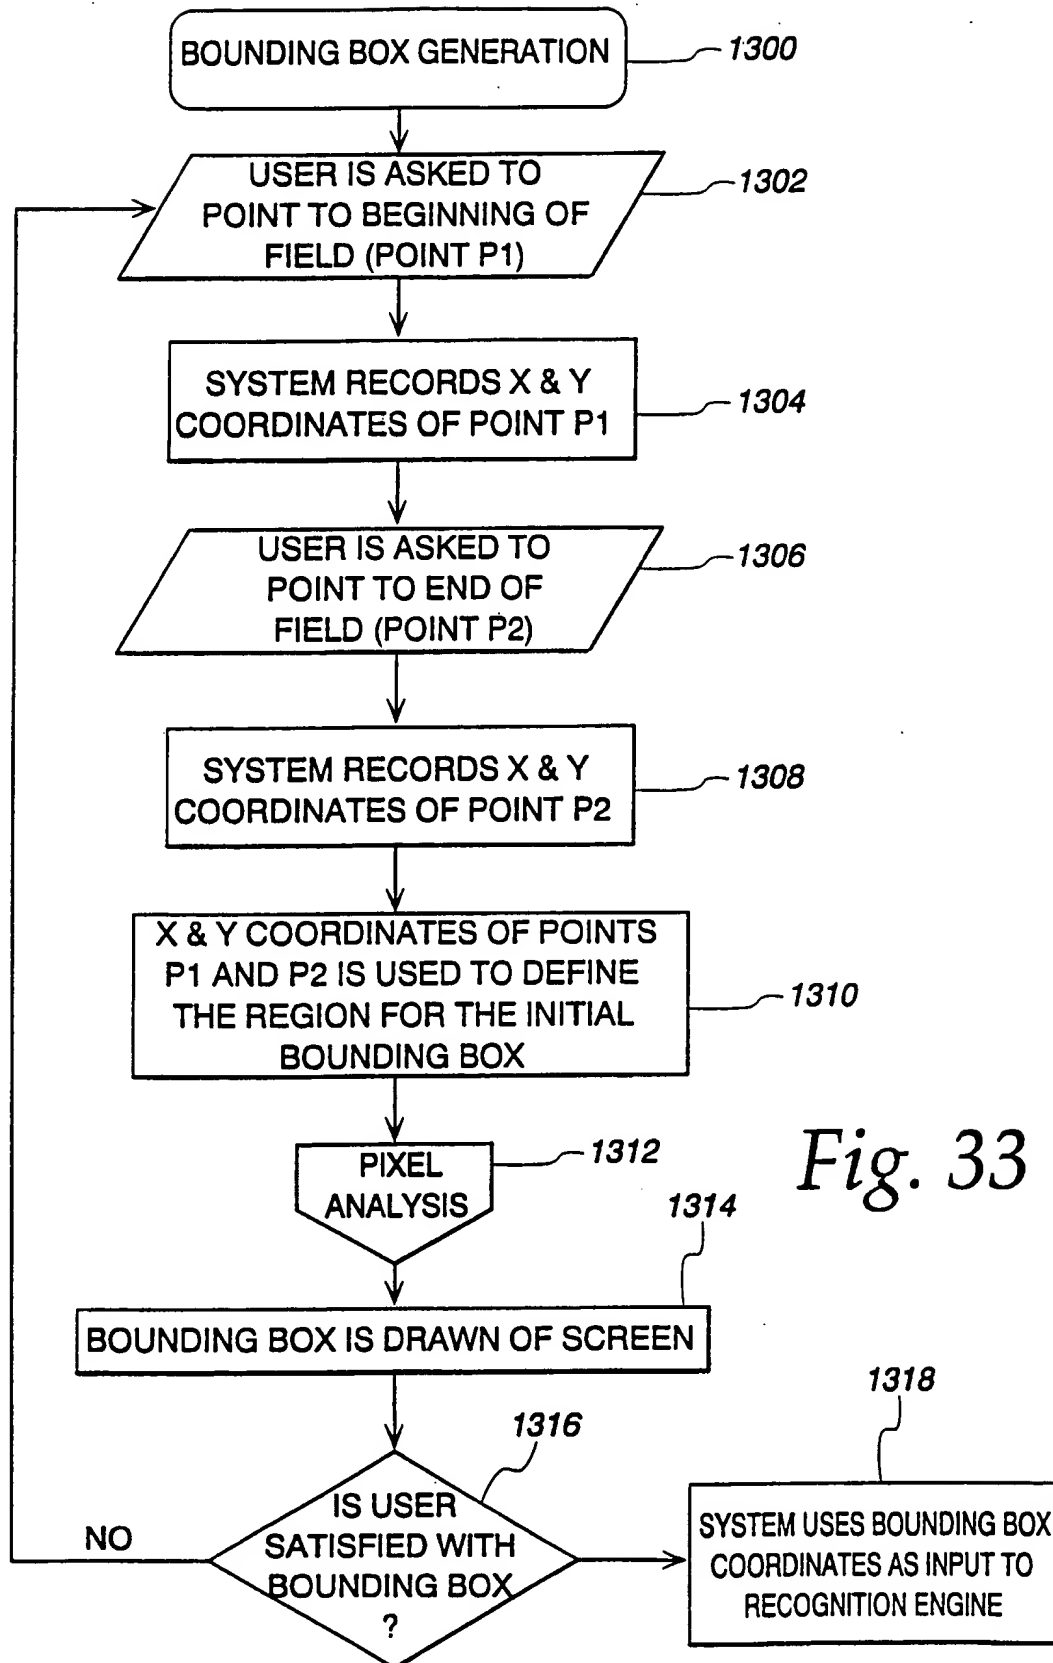 BOUNDING BOX GENERATION
1300
USER IS ASKED TO
POINT TO BEGINNING OF
FIELD (POINT P1)
1302
SYSTEM RECORDS X & Y
COORDINATES OF POINT P1
1304
USER IS ASKED TO
POINT TO END OF
FIELD (POINT P2)
1306
SYSTEM RECORDS X & Y
COORDINATES OF POINT P2
1308
X & Y COORDINATES OF POINTS
P1 AND P2 IS USED TO DEFINE
THE REGION FOR THE INITIAL
BOUNDING BOX
1310
PIXEL
ANALYSIS
1312
Fig. 33
1314
BOUNDING BOX IS DRAWN OF SCREEN
1316
IS USER
SATISFIED WITH
BOUNDING BOX
?
NO
1318
SYSTEM USES BOUNDING BOX
COORDINATES AS INPUT TO
RECOGNITION ENGINE